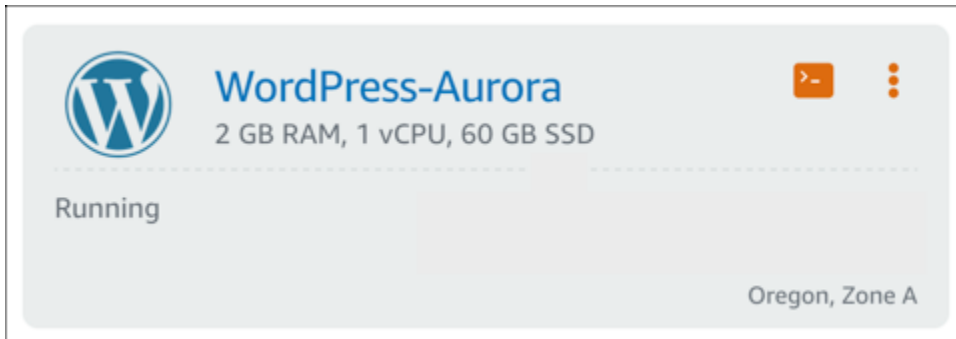 WordPress-Aurora
2 GB RAM, 1 vCPU, 60 GB SSD
Running
Oregon, Zone A